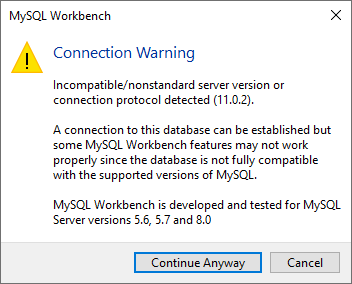 MySQL Workbench
Connection Warning
Incompatible/nonstandard server version or
connection protocol detected (11.0.2).
A connection to this database can be established but
some MySQL Workbench features may not work
properly since the database is not fully compatible
with the supported versions of MySQL.
MySQL Workbench is developed and tested for MySQL
Server versions 5.6, 5.7 and 8.0
Continue Anyway
Cancel